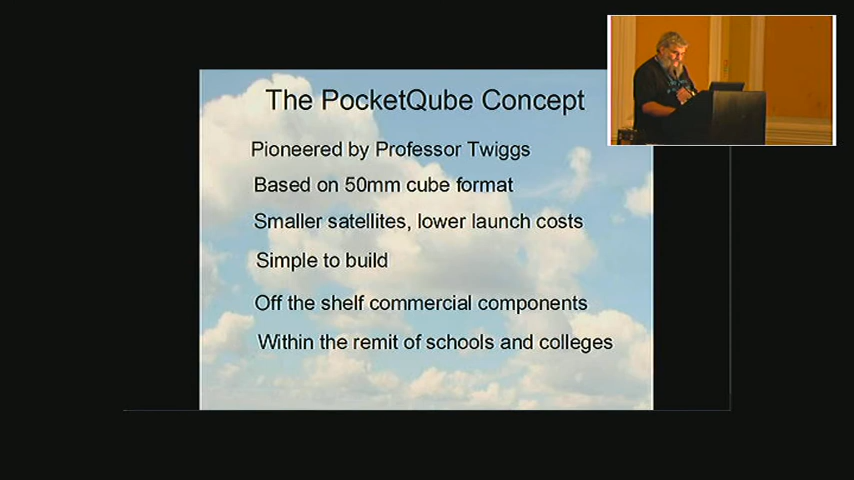 The PocketQube Concept
Pioneered by Professor Twiggs
Based on 50mm cube format
Smaller satellites, lower launch costs
Simple to build
Off the shelf commercial components
Within the remit of schools and colleges